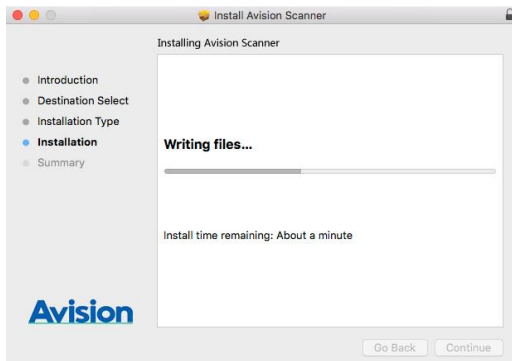 Install Avision Scanner
Installing Avision Scanner
Introduction
Destination Select
Installation Type
Installation
Summary
Writing files...
Install time remaining: About a minute
Avision
Go Back
Continue